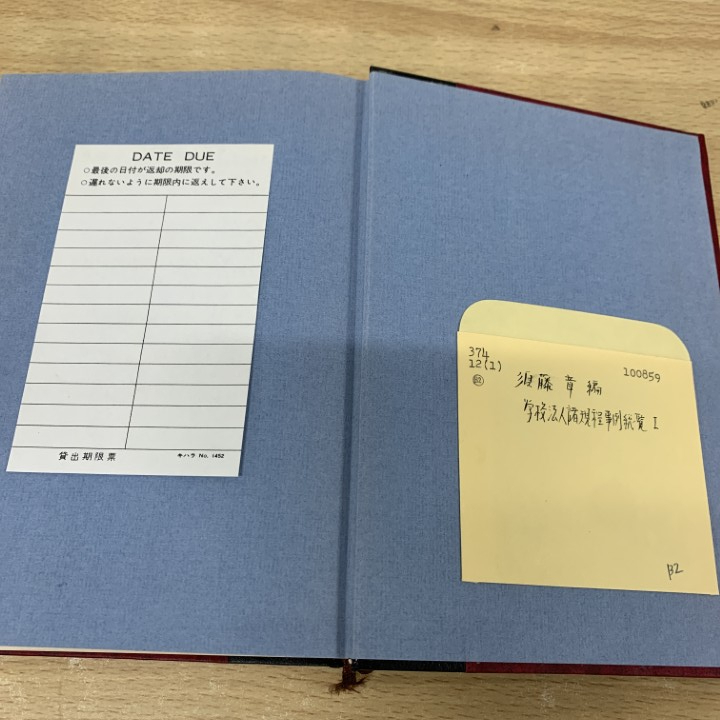 DATE DUE
○最後の日付が返却の期限です。
○遅れないように期限内に返えして下さい。
貸出期限票
キハラ No. 1452
374
12(1)
100859
須藤章編
学校法人諸規程事例総覧 I